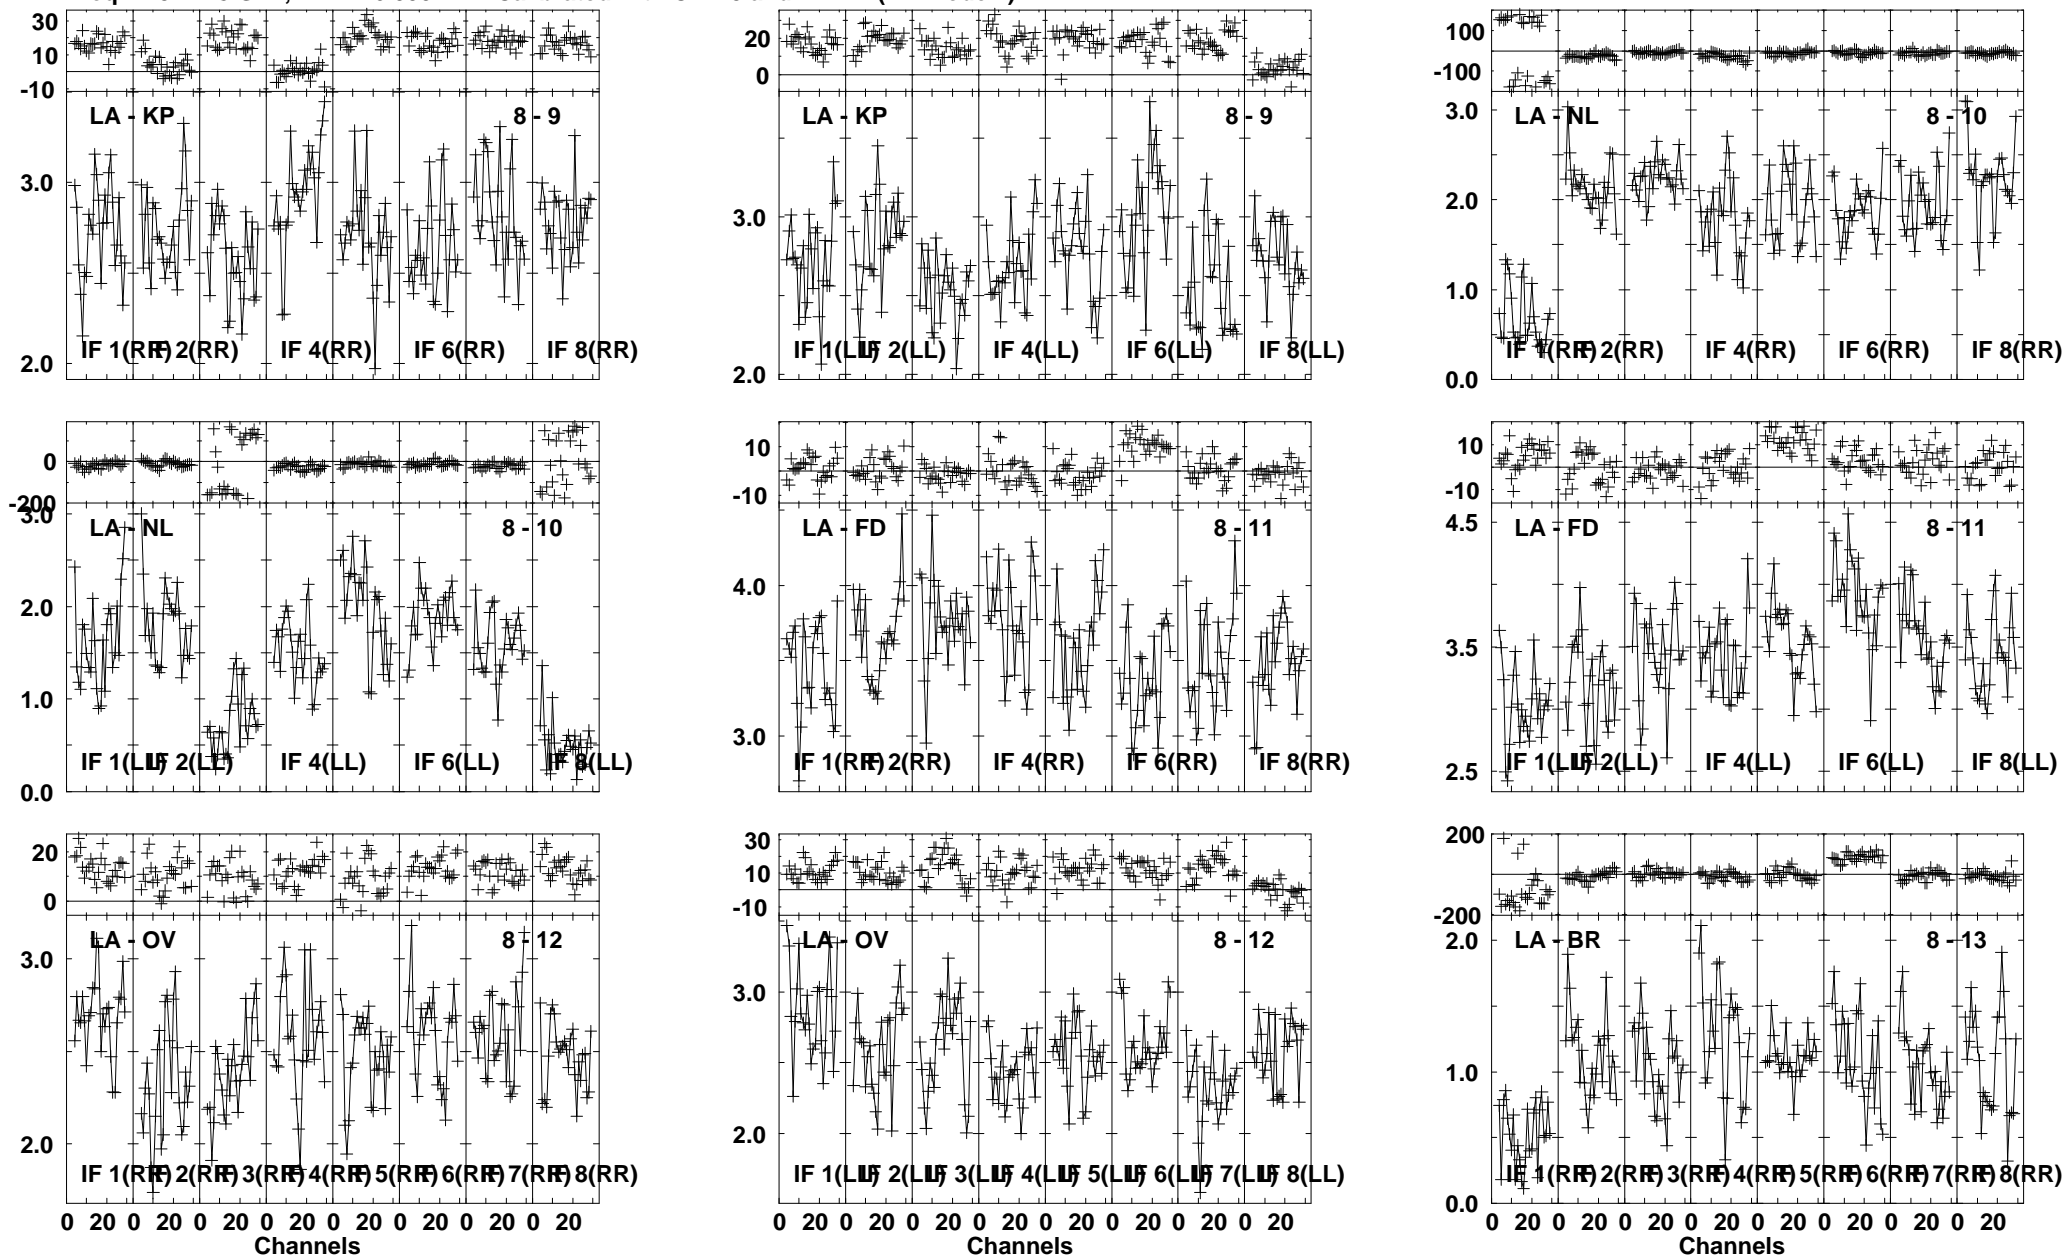 30
10
-10
LA - KP 8 - 9
3.0
2.0
IF 1(RR) IF 2(RR) IF 4(RR) IF 6(RR) IF 8(RR)
20
0
LA - KP 8 - 9
3.0
2.0
IF 1(LL) IF 2(LL) IF 4(LL) IF 6(LL) IF 8(LL)
100
-100
LA - NL 8 - 10
3.0
2.0
1.0
0.0
IF 1(RR) IF 2(RR) IF 4(RR) IF 6(RR) IF 8(RR)
0
-200
LA - NL 8 - 10
3.0
2.0
1.0
0.0
IF 1(LL) IF 2(LL) IF 4(LL) IF 6(LL) IF 8(LL)
10
-10
LA - FD 8 - 11
4.0
3.0
IF 1(RR) IF 2(RR) IF 4(RR) IF 6(RR) IF 8(RR)
10
-10
LA - FD 8 - 11
4.5
3.5
2.5
IF 1(LL) IF 2(LL) IF 4(LL) IF 6(LL) IF 8(LL)
20
0
LA - OV 8 - 12
3.0
2.0
IF 1(RR) IF 2(RR) IF 3(RR) IF 4(RR) IF 5(RR) IF 6(RR) IF 7(RR) IF 8(RR)
0 20 0 20 0 20 0 20 0 20 0 20 0 20 0 20
Channels
30
10
-10
LA - OV 8 - 12
3.0
2.0
IF 1(LL) IF 2(LL) IF 3(LL) IF 4(LL) IF 5(LL) IF 6(LL) IF 7(LL) IF 8(LL)
0 20 0 20 0 20 0 20 0 20 0 20 0 20 0 20
Channels
200
-200
LA - BR 8 - 13
2.0
1.0
0.0
IF 1(RR) IF 2(RR) IF 3(RR) IF 4(RR) IF 5(RR) IF 6(RR) IF 7(RR) IF 8(RR)
0 20 0 20 0 20 0 20 0 20 0 20 0 20 0 20
Channels